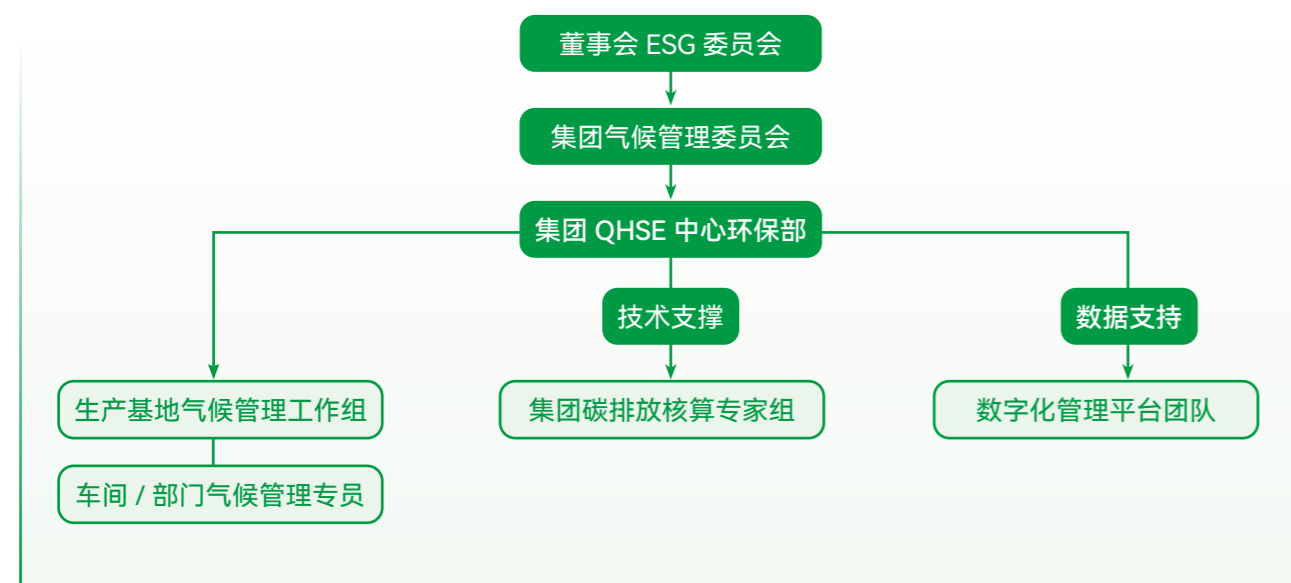 董事会 ESG 委员会
集团气候管理委员会
集团 QHSE 中心环保部
技术支撑
数据支持
生产基地气候管理工作组
集团碳排放核算专家组
数字化管理平台团队
车间 / 部门气候管理专员